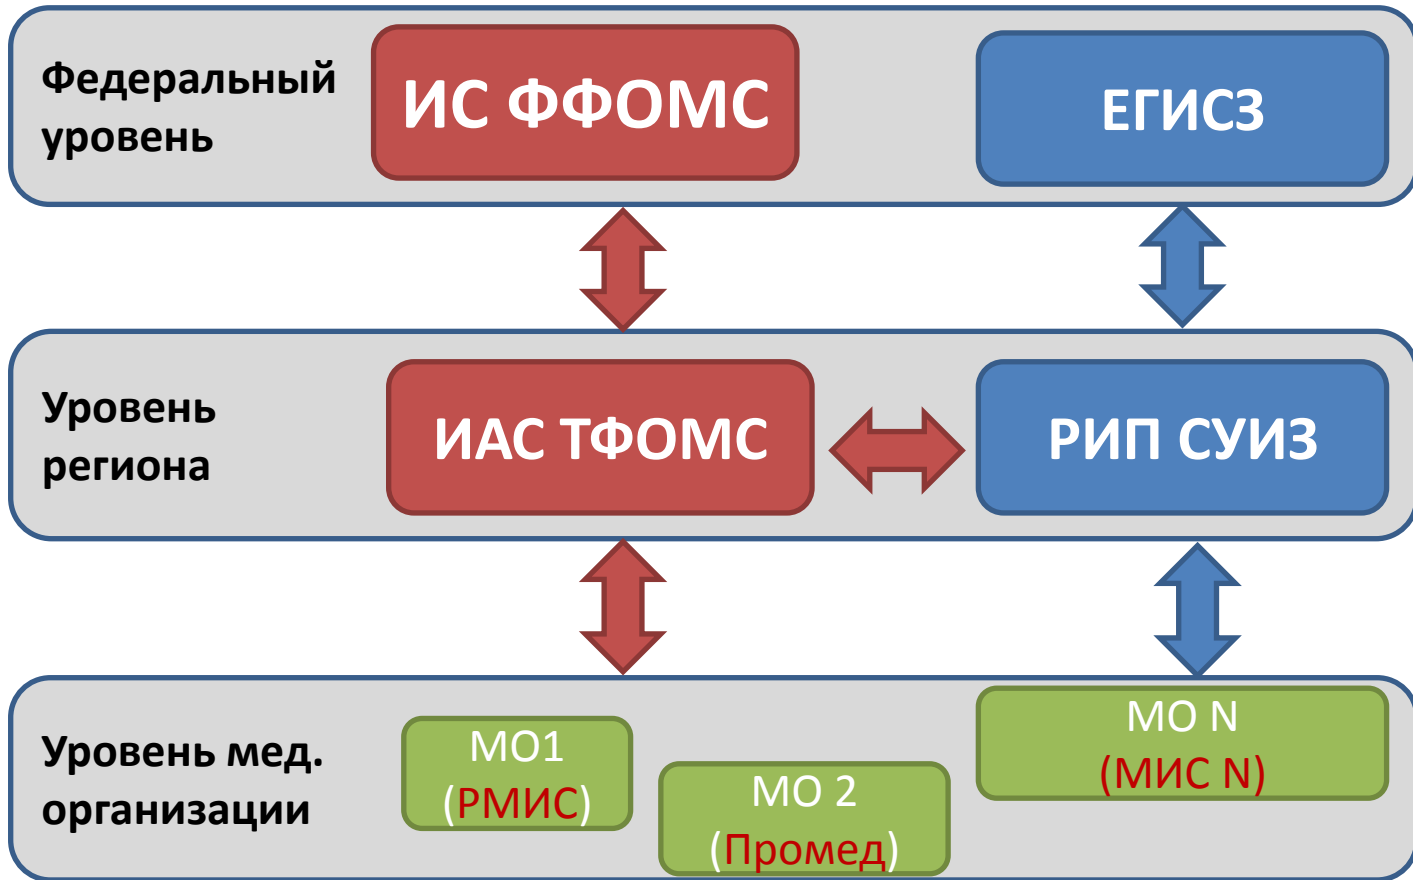 Федеральный
уровень
ИС ФФОМС
ЕГИСЗ
Уровень
региона
ИАС ТФОМС
РИП СУИЗ
Уровень мед.
организации
МО1
(РМИС)
МО 2
(Промед)
МО N
(МИС N)